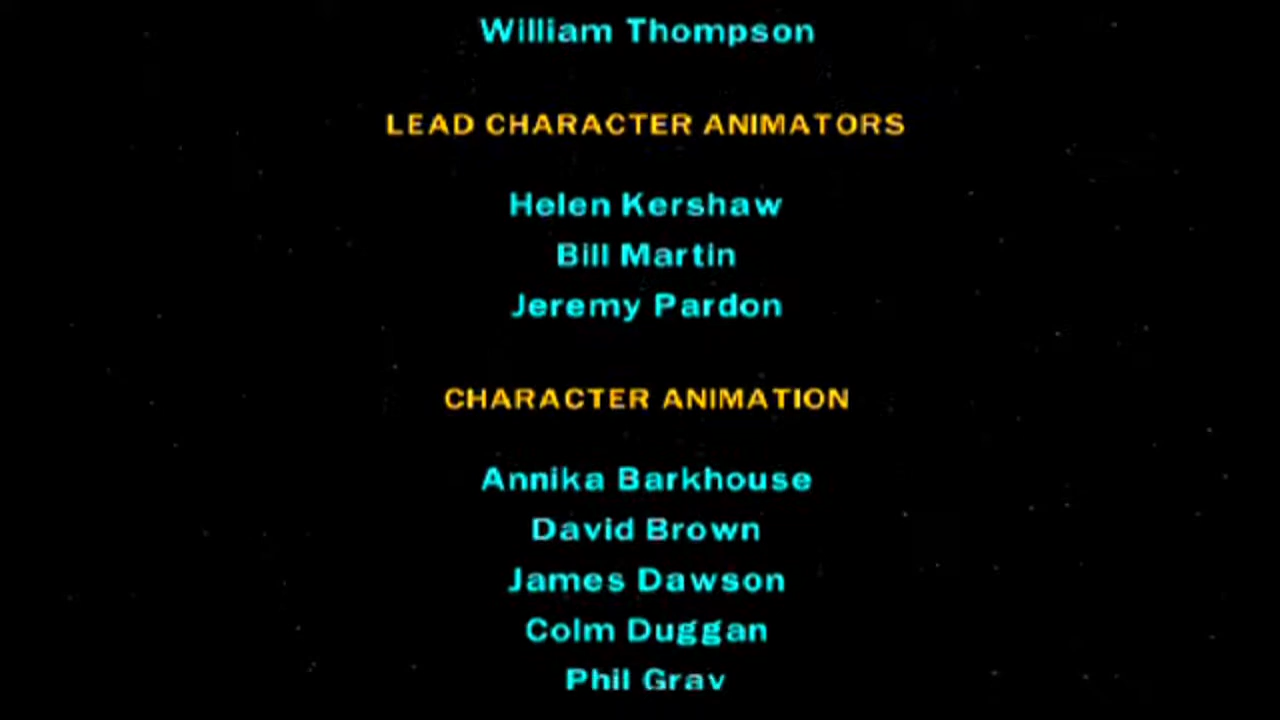 William Thompson
LEAD CHARACTER ANIMATORS
Helen Kershaw
Bill Martin
Jeremy Pardon
CHARACTER ANIMATION
Annika Barkhouse
David Brown
James Dawson
Colm Duggan
Phil Gray